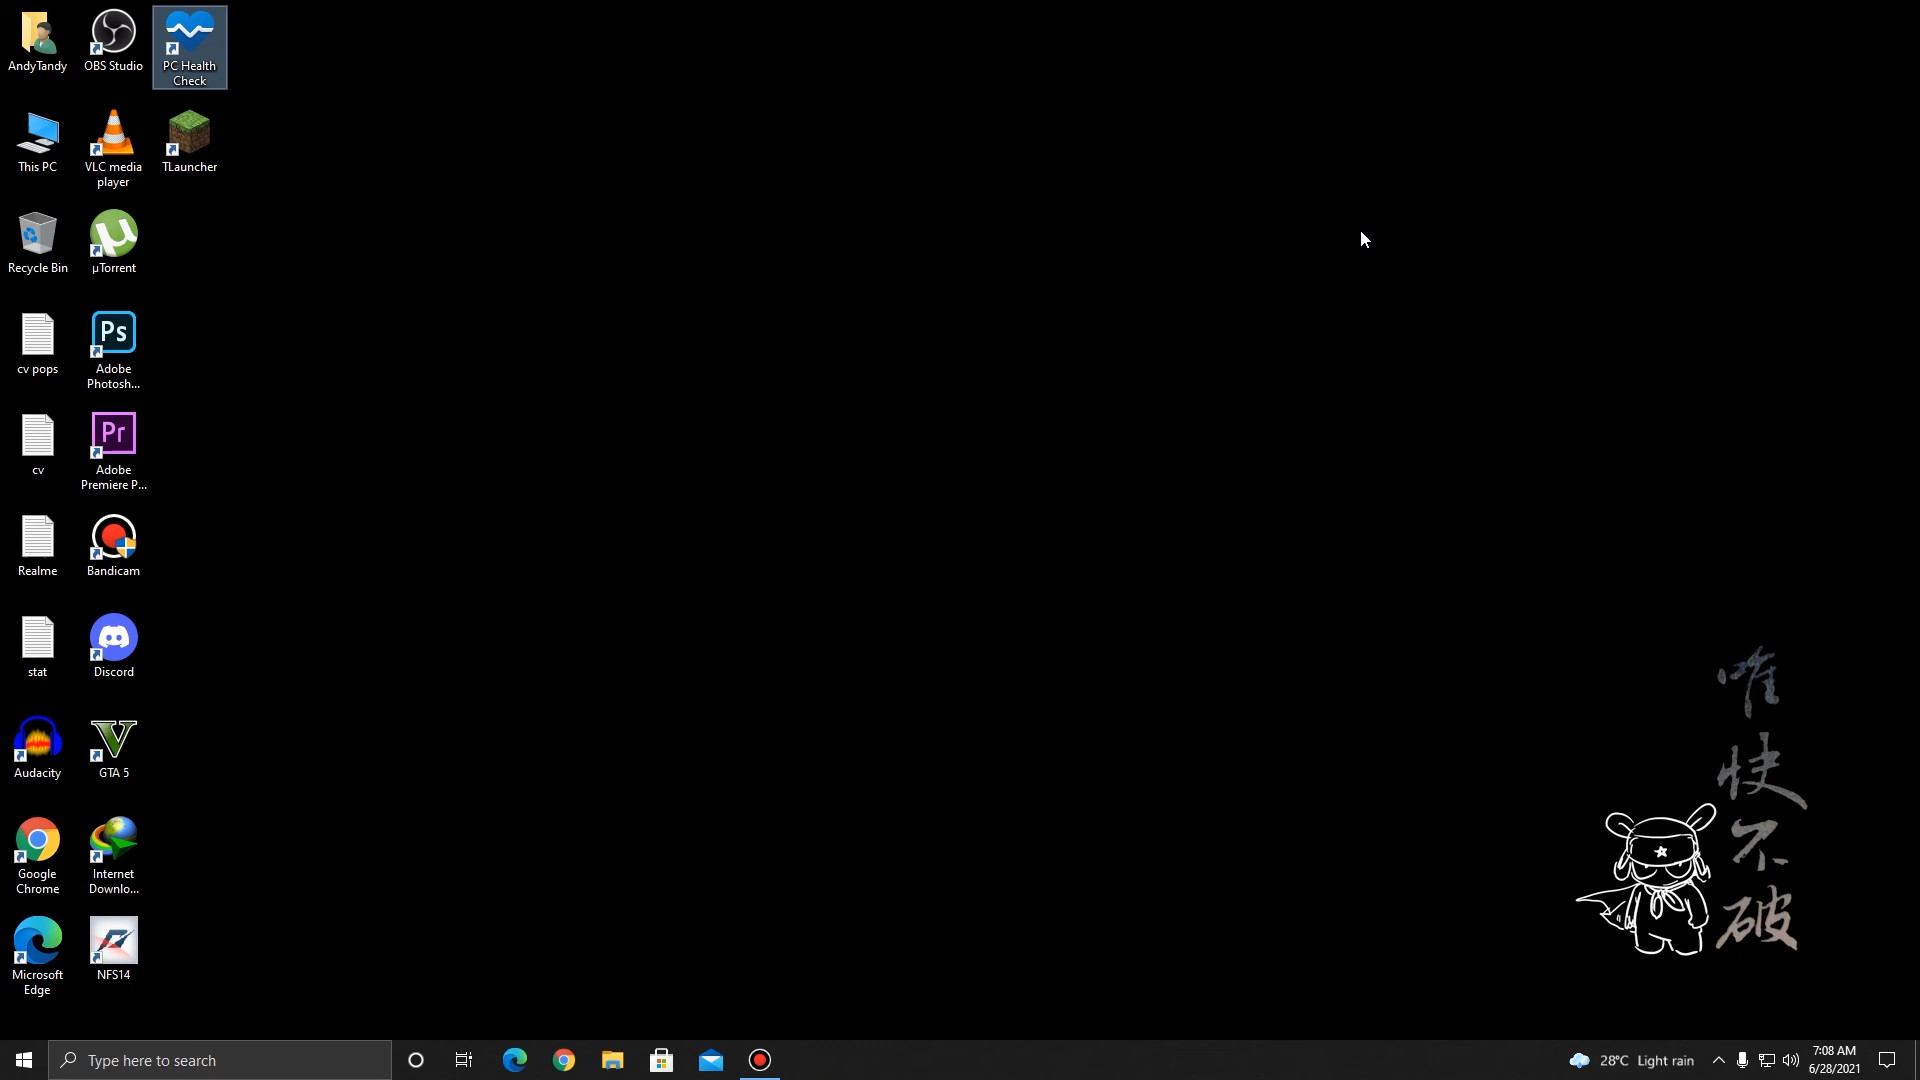 AndyTandy
OBS Studio
PC Health
Check
This PC
VLC media
player
TLauncher
Recycle Bin
µTorrent
cv pops
Ps
Adobe
Photosh...
cv
Pr
Adobe
Premiere P...
Realme
Bandicam
stat
Discord
Audacity
V
GTA 5
Google
Chrome
Internet
Downlo...
Microsoft
Edge
NFS14
唯
快
不
破
Type here to search
28°C Light rain
7:08 AM
6/28/2021